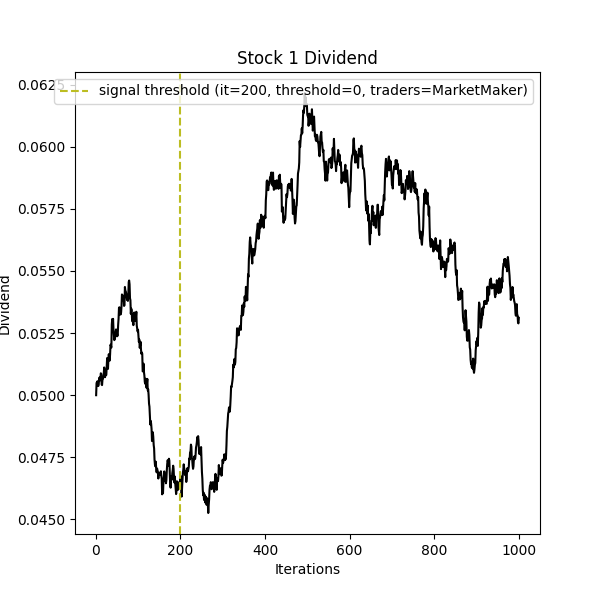 Stock 1 Dividend
signal threshold (it=200, threshold=0, traders=MarketMaker)
0.0625
0.0600
0.0575
0.0550
0.0525
0.0500
0.0475
0.0450
Dividend
0 200 400 600 800 1000
Iterations